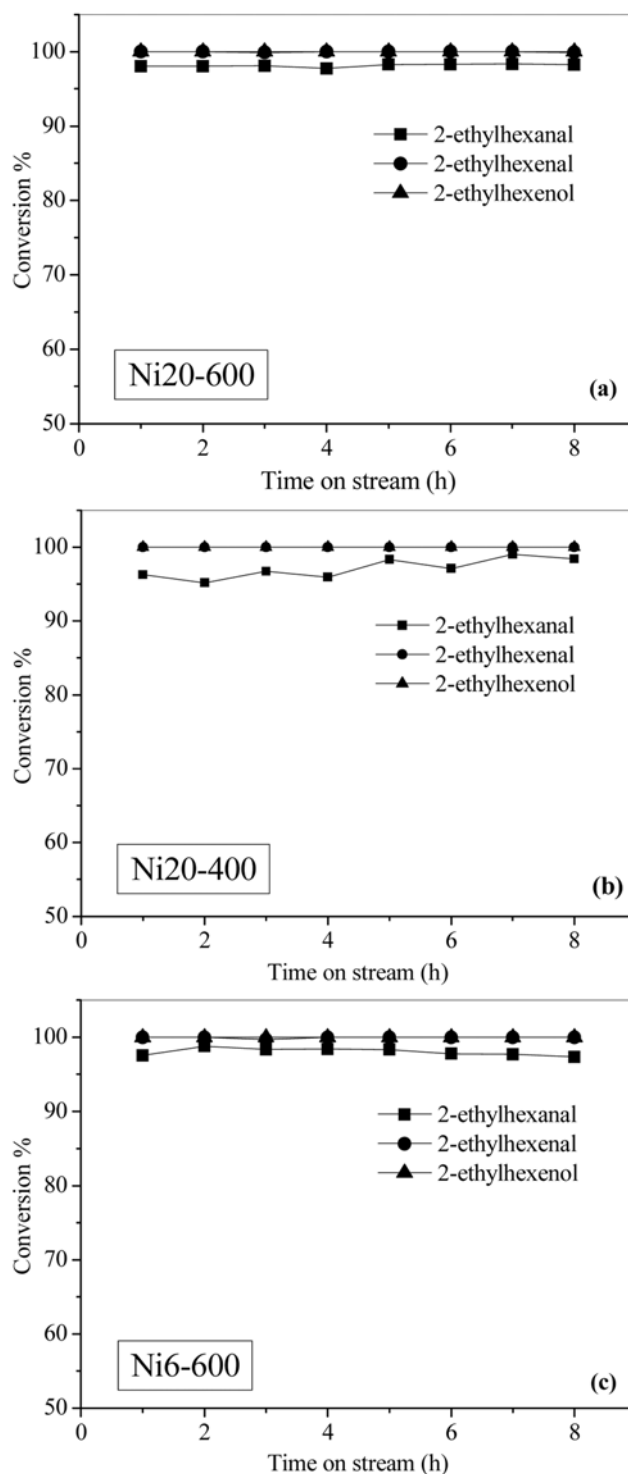 100
90
80
70
60
50
Conversion %
2-ethylhexanal
2-ethylhexenal
2-ethylhexenol
Ni20-600
(a)
0 2 4 6 8
Time on stream (h)
100
90
80
70
60
50
Conversion %
2-ethylhexanal
2-ethylhexenal
2-ethylhexenol
Ni20-400
(b)
0 2 4 6 8
Time on stream (h)
100
90
80
70
60
50
Conversion %
2-ethylhexanal
2-ethylhexenal
2-ethylhexenol
Ni6-600
(c)
0 2 4 6 8
Time on stream (h)